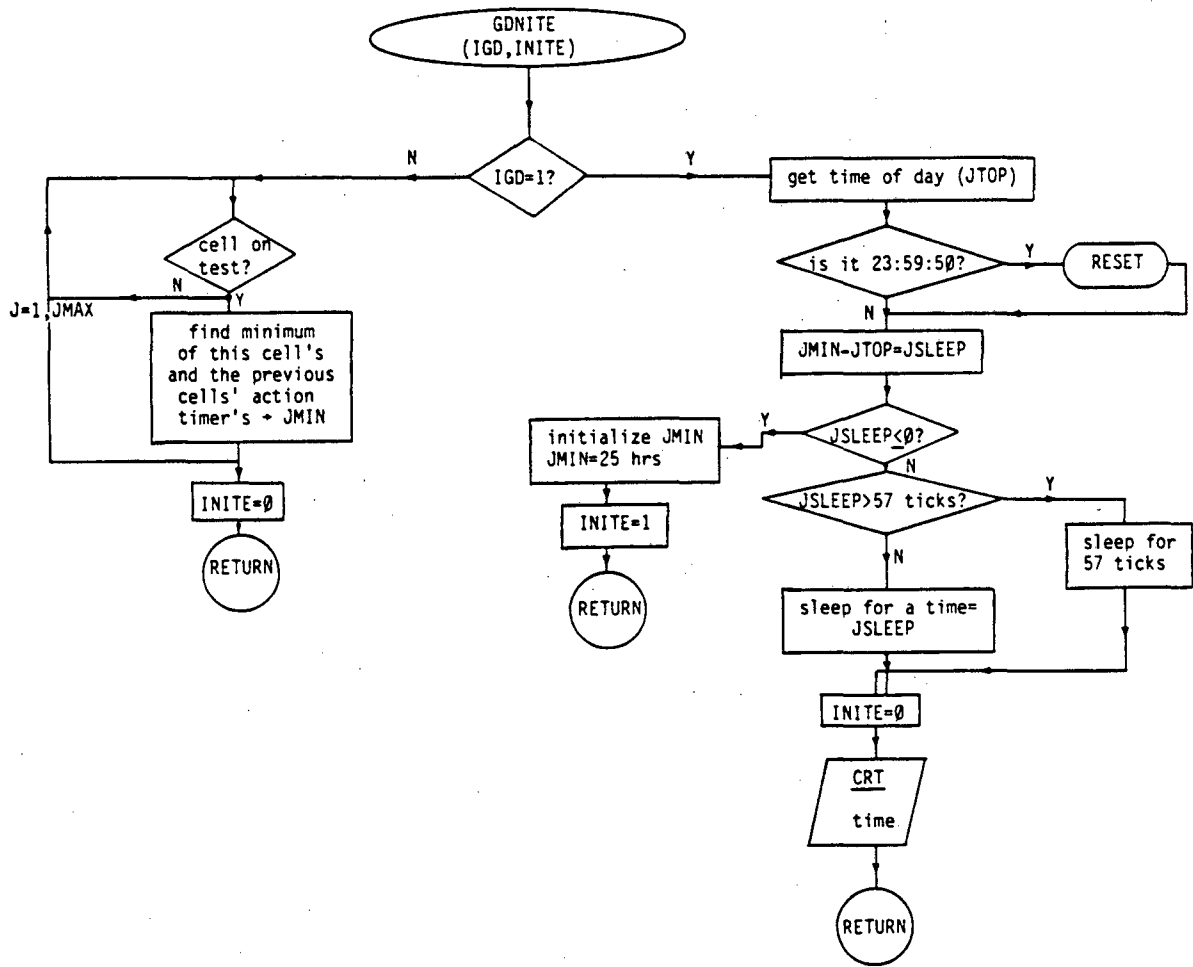 GDNITE
(IGD,INITE)
IGD=1?
N
Y
cell on
test?
N
Y
J=1,JMAX
find minimum
of this cell's
and the previous
cells' action
timer's → JMIN
INITE=0
RETURN
get time of day (JTOP)
is it 23:59:50?
Y
RESET
N
JMIN-JTOP=JSLEEP
JSLEEP≤0?
Y
initialize JMIN
JMIN=25 hrs
INITE=1
RETURN
N
JSLEEP>57 ticks?
Y
sleep for
57 ticks
N
sleep for a time=
JSLEEP
INITE=0
CRT
time
RETURN